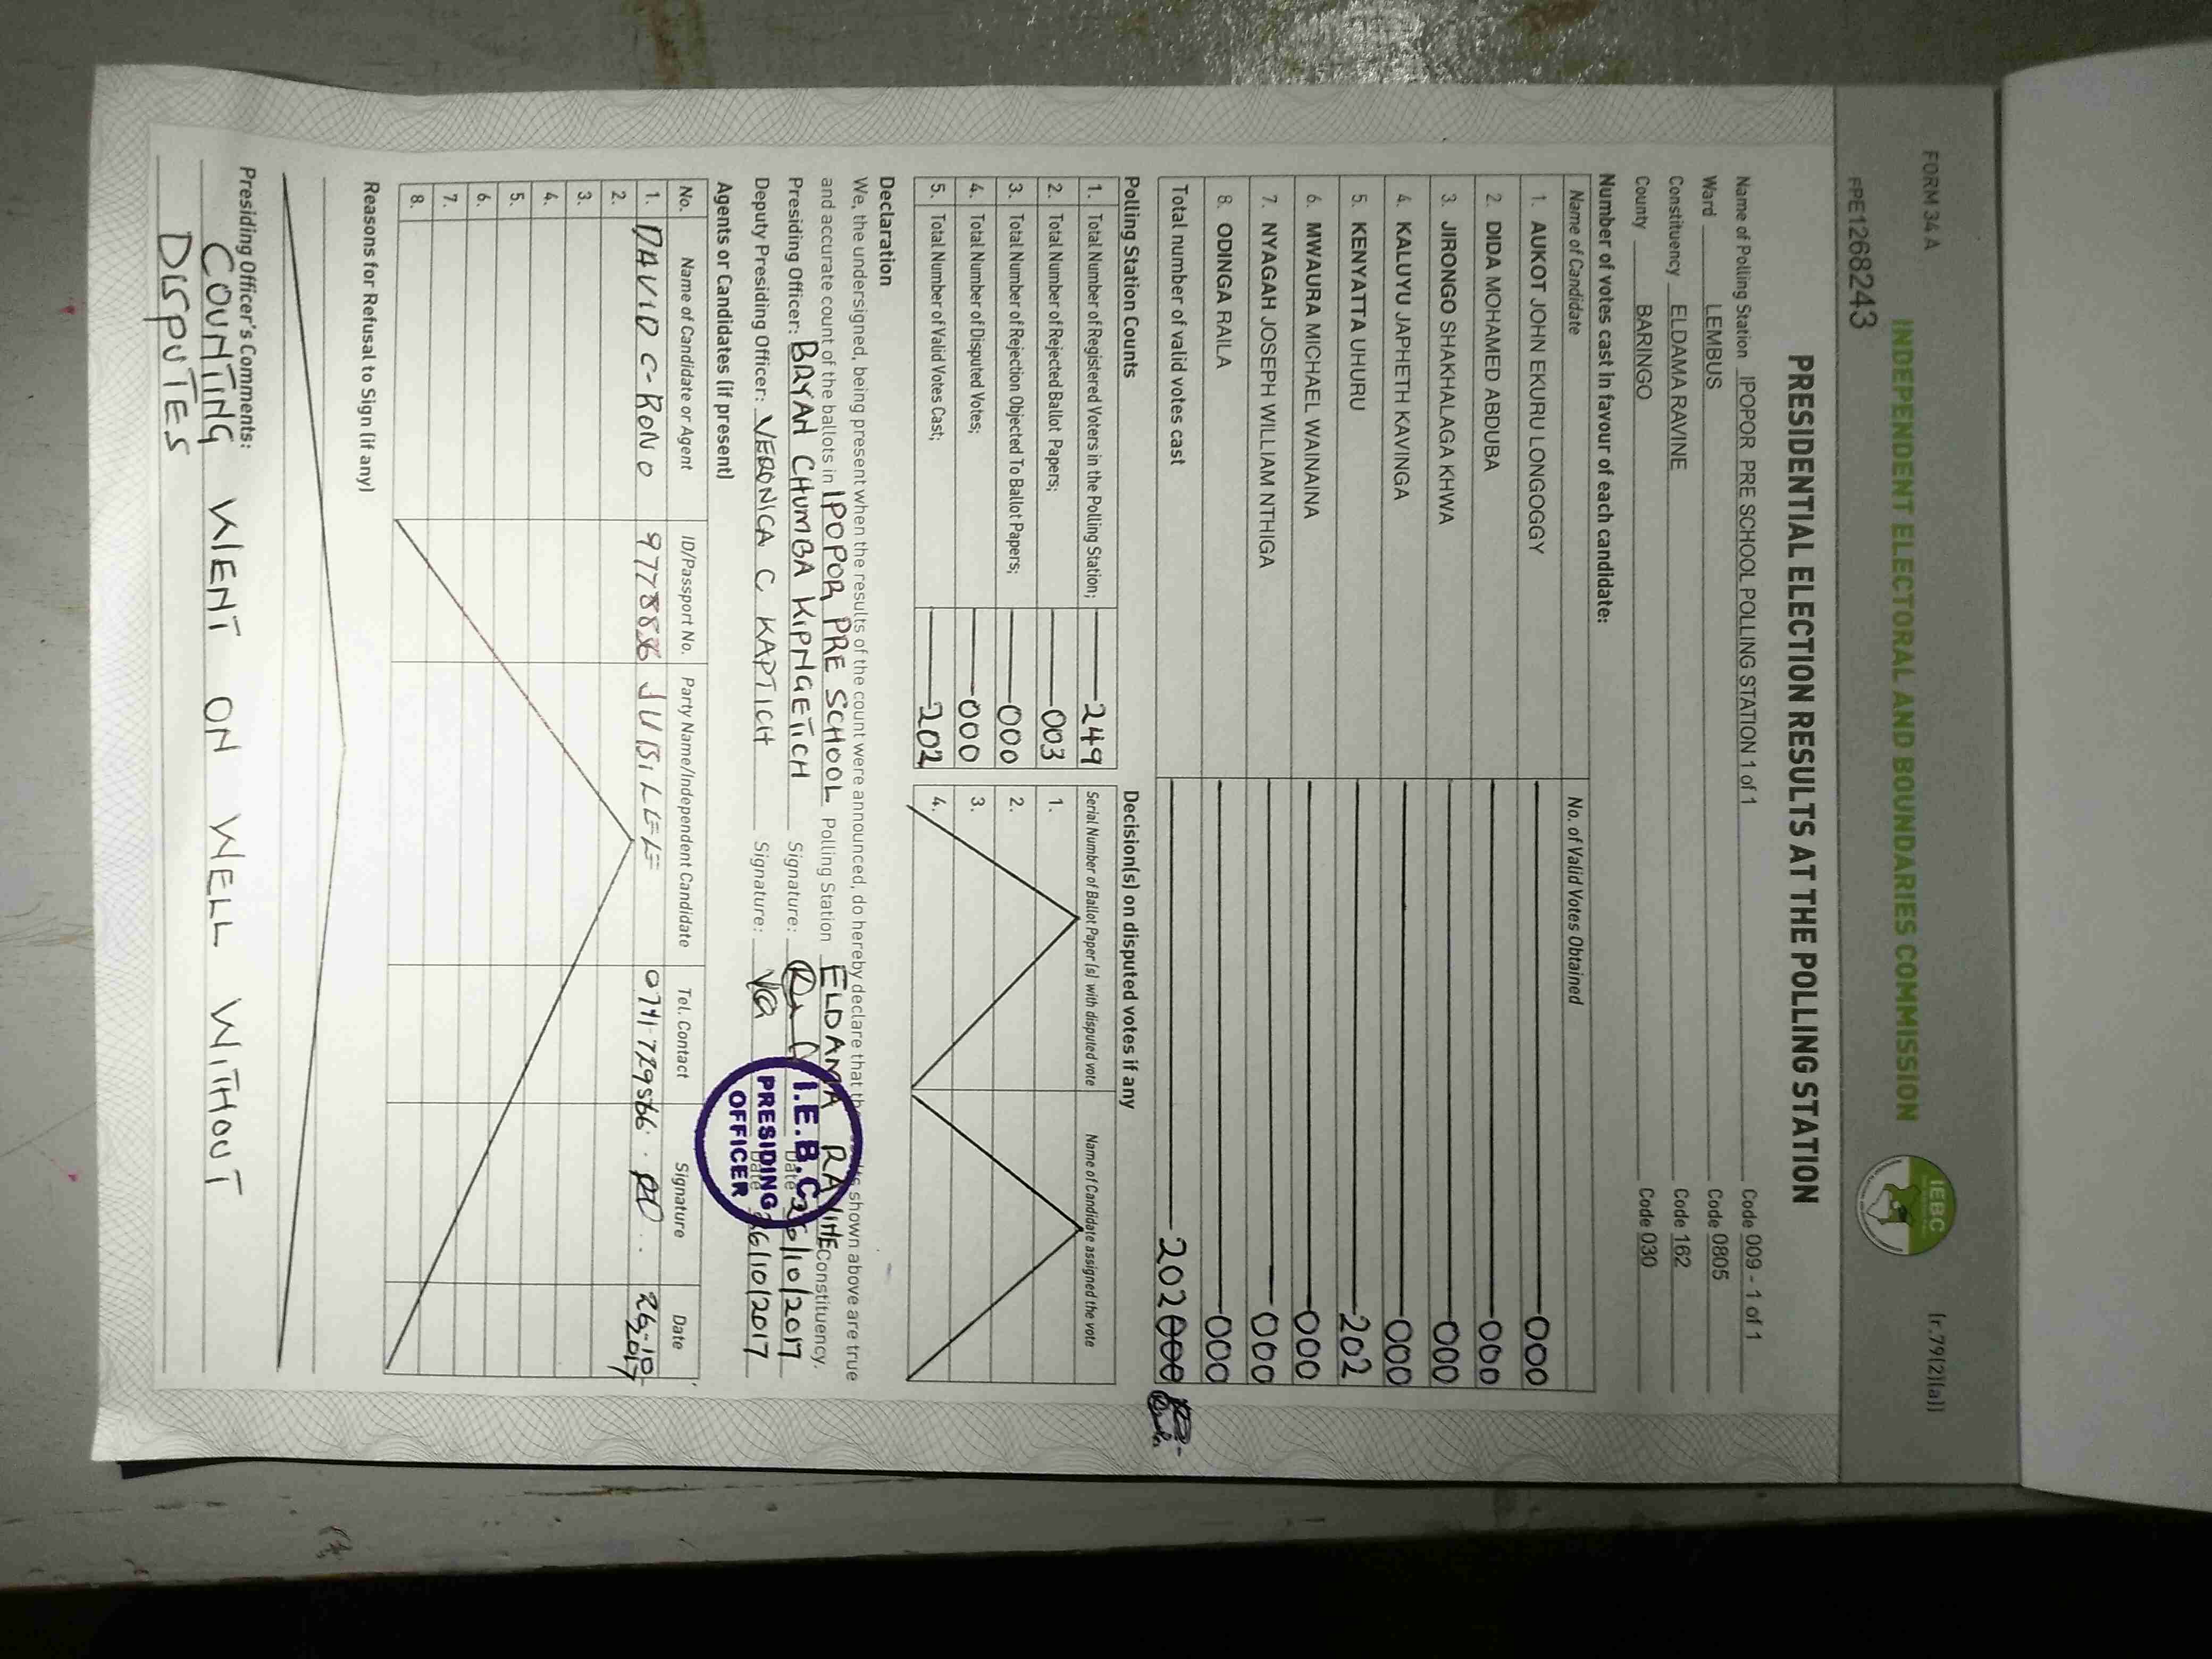 FORM 34 A
[r.79(2)(a)]
INDEPENDENT ELECTORAL AND BOUNDARIES COMMISSION
IEBC
FPE1268243
PRESIDENTIAL ELECTION RESULTS AT THE POLLING STATION
Name of Polling Station IPOPOR PRE SCHOOL POLLING STATION 1 of 1 Code 009 - 1 of 1
Ward LEMBUS Code 0805
Constituency ELDAMA RAVINE Code 162
County BARINGO Code 030
Number of votes cast in favour of each candidate:
Name of Candidate No. of Valid Votes Obtained
1. AUKOT JOHN EKURU LONGOGGY 000
2. DIDA MOHAMED ABDUBA 000
3. JIRONGO SHAKHALAGA KHWA 000
4. KALUYU JAPHETH KAVINGA 000
5. KENYATTA UHURU 202
6. MWAURA MICHAEL WAINAINA 000
7. NYAGAH JOSEPH WILLIAM NTHIGA 000
8. ODINGA RAILA 000
Total number of valid votes cast 202 000
Polling Station Counts
1. Total Number of Registered Voters in the Polling Station; 249
2. Total Number of Rejected Ballot Papers; 003
3. Total Number of Rejection Objected To Ballot Papers; 000
4. Total Number of Disputed Votes; 000
5. Total Number of Valid Votes Cast; 202
Decision(s) on disputed votes if any
Serial Number of Ballot Paper (s) with disputed vote Name of Candidate assigned the vote
1.
2.
3.
4.
Declaration
We, the undersigned, being present when the results of the count were announced, do hereby declare that the shown above are true
and accurate count of the ballots in IPOPOR PRE SCHOOL Polling Station ELDAMA RAVINE Constituency.
Presiding Officer: BRYAN CHUMBA KIPNGETICH Signature: Date 26/10/2017
Deputy Presiding Officer: VERONICA C KAPTICH Signature: Date 26/10/2017
I.E.B.C
PRESIDING
OFFICER
Agents or Candidates (if present)
No. Name of Candidate or Agent ID/Passport No. Party Name/Independent Candidate Tel. Contact Signature Date
1. DAVID C-RONO JUBILEE 0741-729566 26-10-2017
2.
3.
4.
5.
6.
7.
8.
Reasons for Refusal to Sign (if any)
Presiding Officer's Comments:
COUNTING WENT ON WELL WITHOUT
DISPUTES